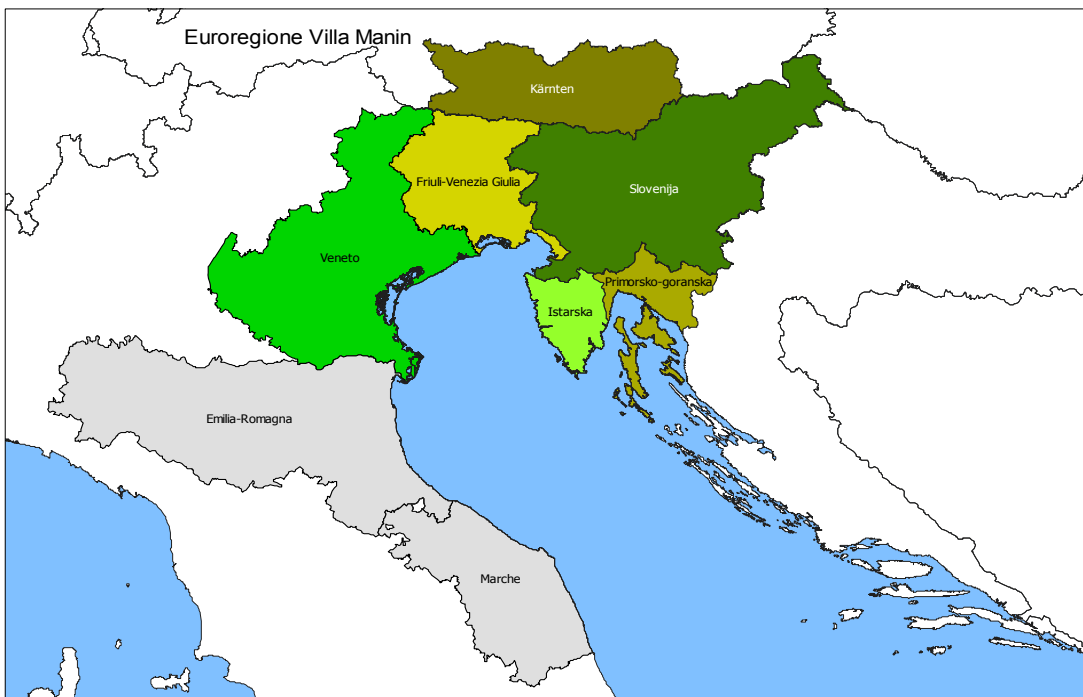 Euroregione Villa Manin
Kärnten
Friuli-Venezia Giulia
Slovenija
Veneto
Primorsko-goranska
Istarska
Emilia-Romagna
Marche